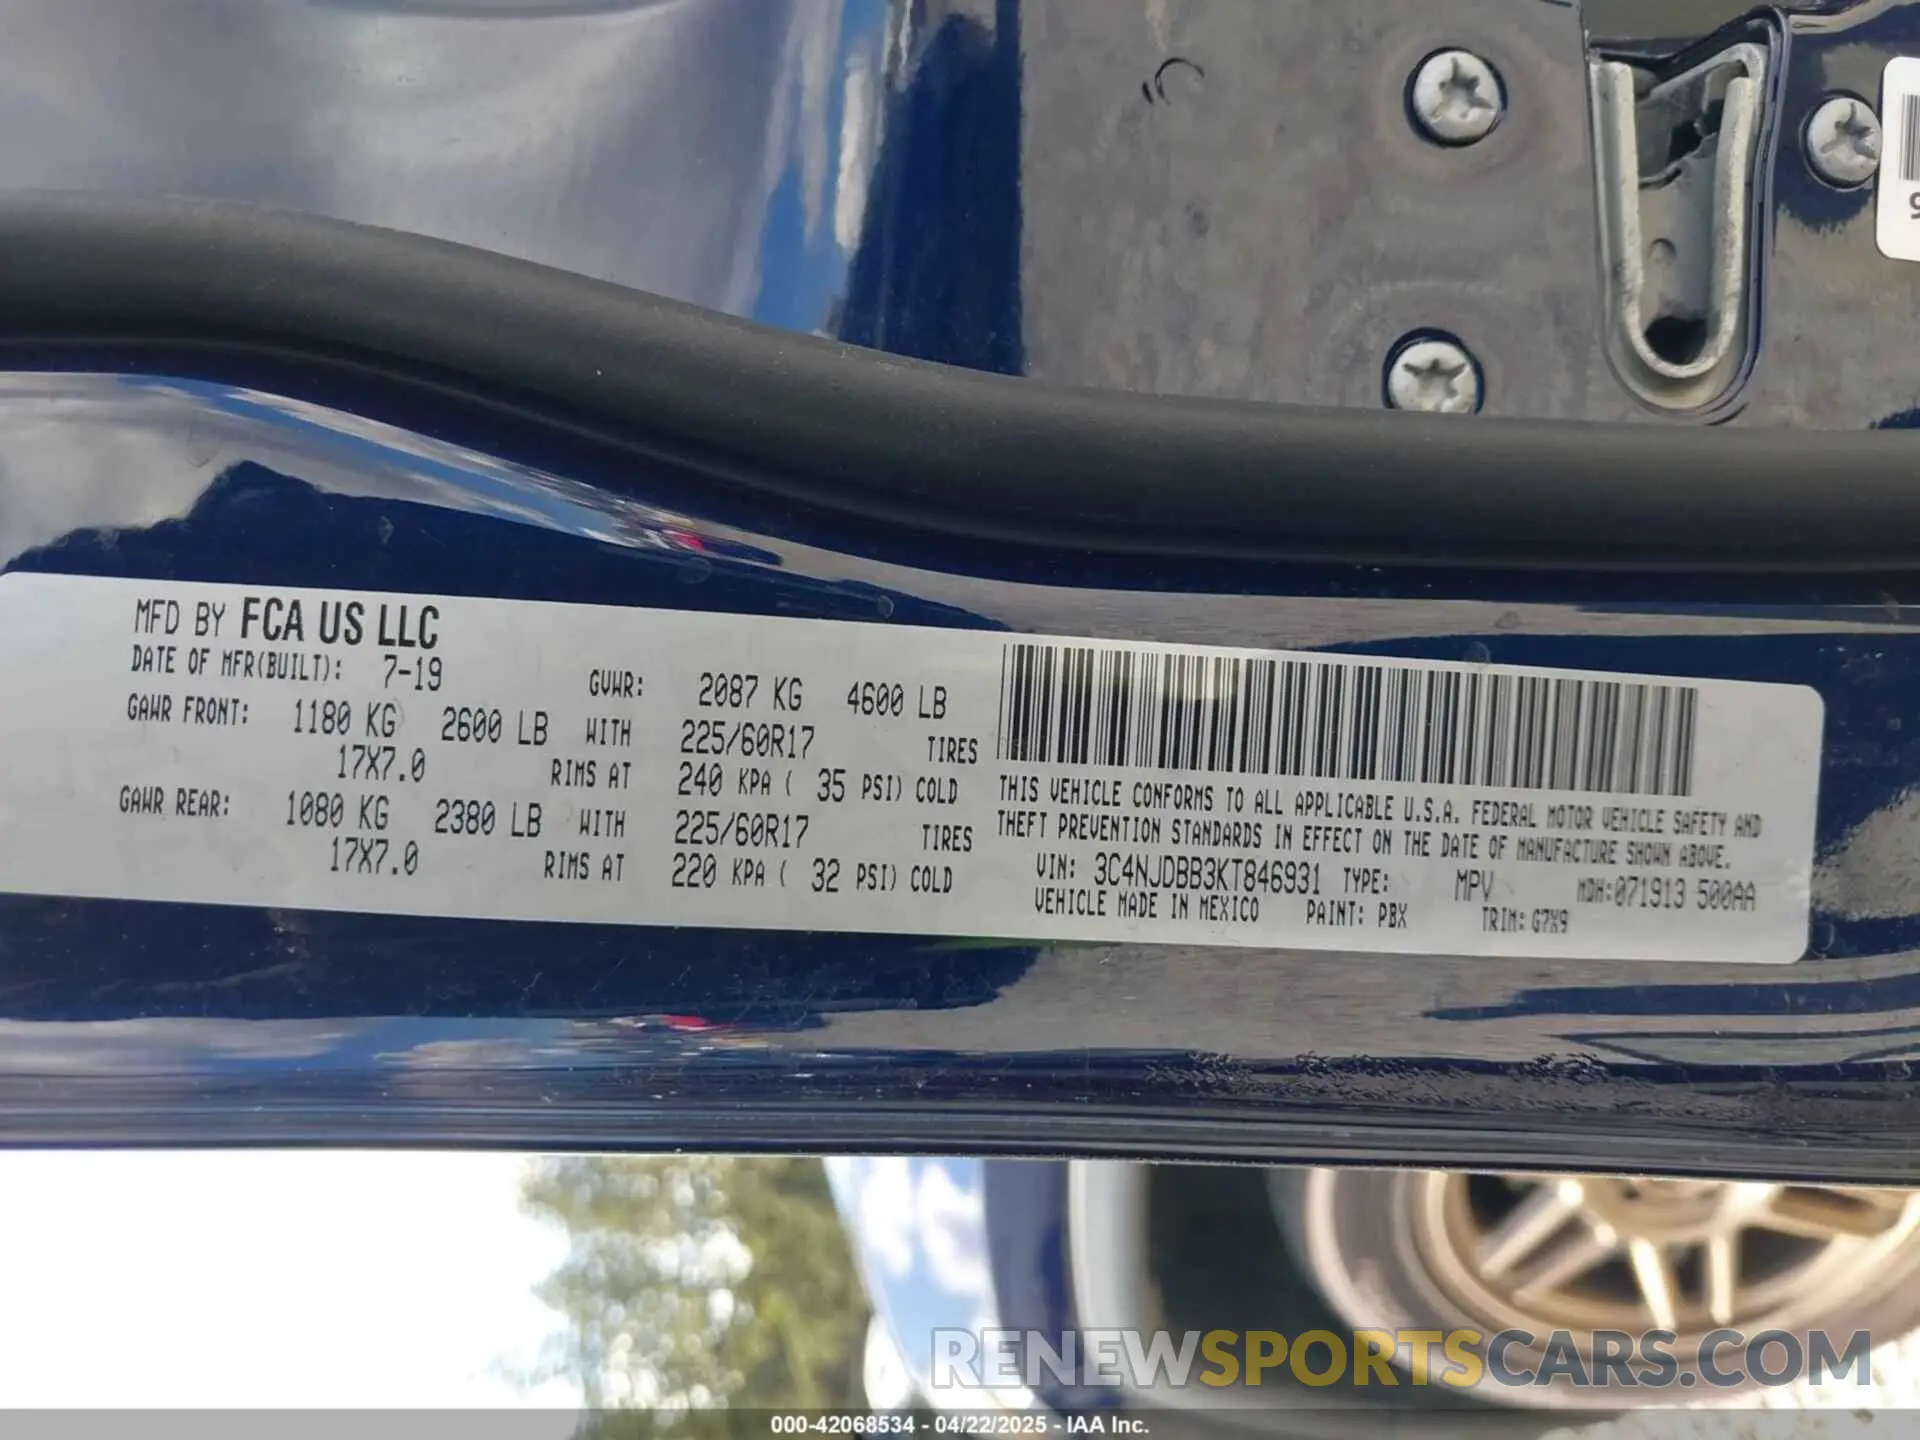 MFD BY FCA US LLC
DATE OF MFR(BUILT): 7-19 GVWR: 2087 KG 4600 LB
GAWR FRONT: 1180 KG 2600 LB WITH 225/60R17 TIRES
17X7.0 RIMS AT 240 KPA ( 35 PSI) COLD
GAWR REAR: 1080 KG 2380 LB WITH 225/60R17 TIRES
17X7.0 RIMS AT 220 KPA ( 32 PSI) COLD
THIS VEHICLE CONFORMS TO ALL APPLICABLE U.S.A. FEDERAL MOTOR VEHICLE SAFETY AND
THEFT PREVENTION STANDARDS IN EFFECT ON THE DATE OF MANUFACTURE SHOWN ABOVE.
VIN: 3C4NJDBB3KT846931 TYPE: MPV MDH:071913 500AA
VEHICLE MADE IN MEXICO PAINT: PBX TRIM: G7X9
RENEWSPORTSCARS.COM
000-42068534 - 04/22/2025 - IAA Inc.